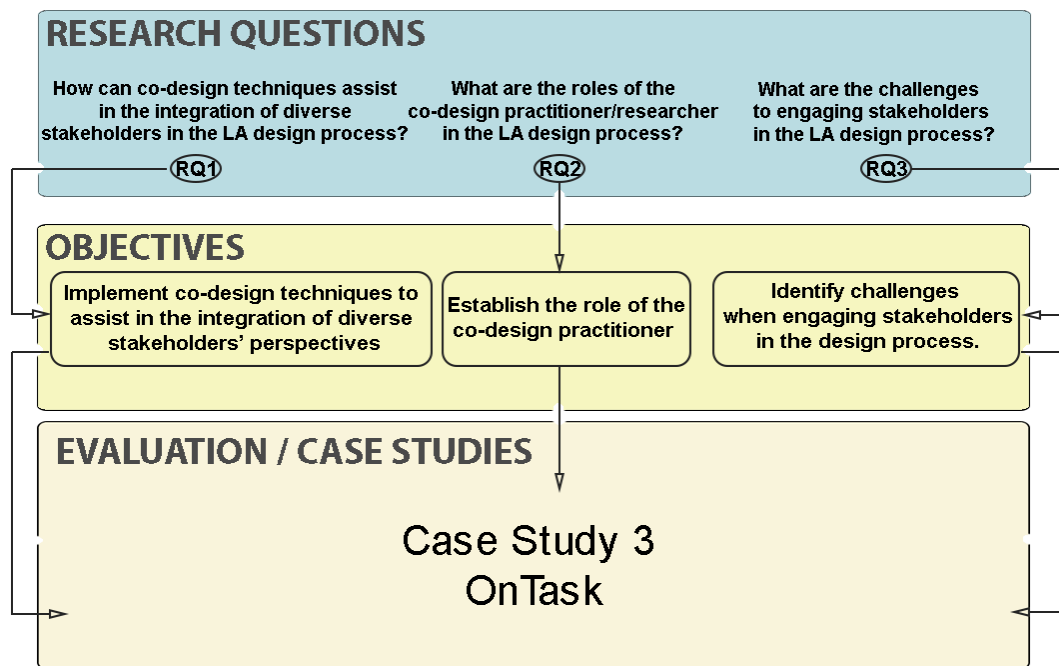 RESEARCH QUESTIONS
How can co-design techniques assist
in the integration of diverse
stakeholders in the LA design process?
RQ1
What are the roles of the
co-design practitioner/researcher
in the LA design process?
RQ2
What are the challenges
to engaging stakeholders
in the LA design process?
RQ3
OBJECTIVES
Implement co-design techniques to
assist in the integration of diverse
stakeholders’ perspectives
Establish the role of the
co-design practitioner
Identify challenges
when engaging stakeholders
in the design process.
EVALUATION / CASE STUDIES
Case Study 3
OnTask